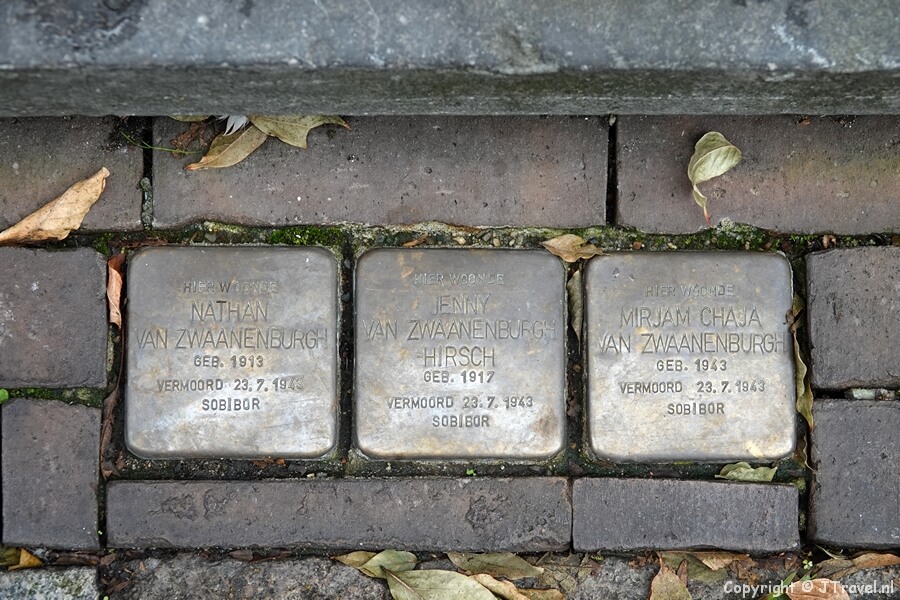 HIER WOONDE
NATHAN
VAN ZWAANENBURGH
GEB. 1913
VERMOORD 23.7.1943
SOBIBOR
HIER WOONDE
JENNY
VAN ZWAANENBURGH
-HIRSCH
GEB. 1917
VERMOORD 23.7.1943
SOBIBOR
HIER WOONDE
MIRJAM CHAJA
VAN ZWAANENBURGH
GEB. 1943
VERMOORD 23.7.1943
SOBIBOR
Copyright © JTravel.nl